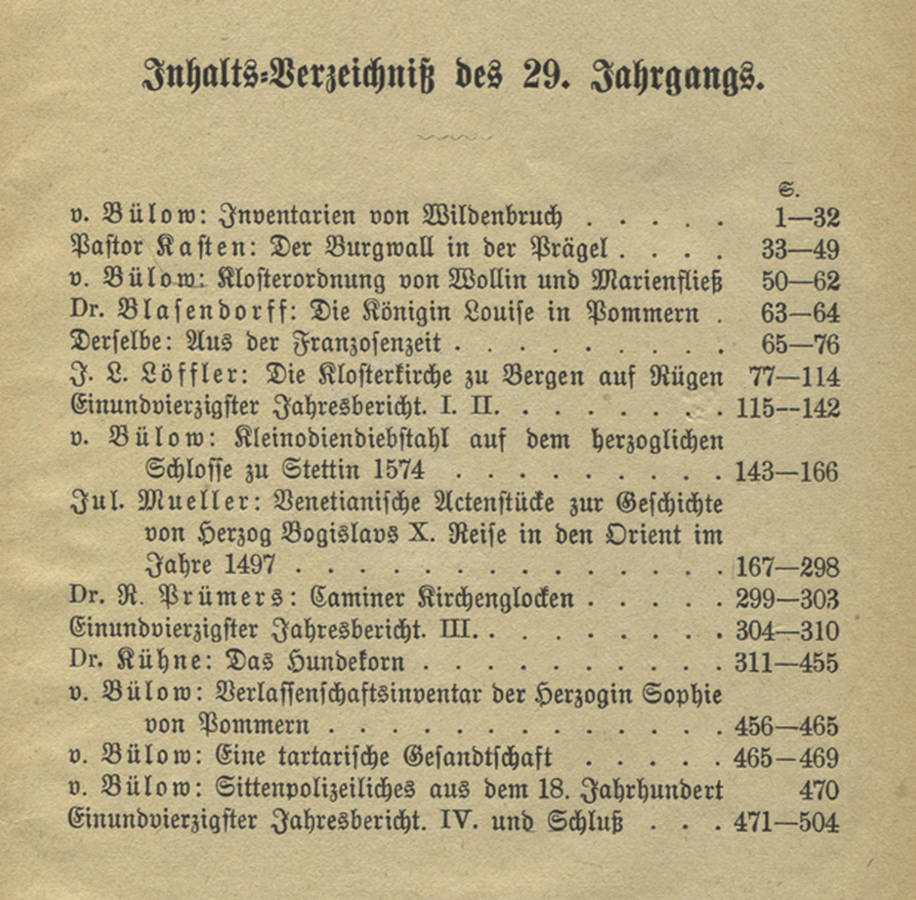 Inhalts-Verzeichniß des 29. Jahrgangs.
S.
v. Bülow: Inventarien von Wildenbruch . . . . . 1—32
Pastor Kasten: Der Burgwall in der Prägel . . . . 33—49
v. Bülow: Klosterordnung von Wollin und Marienfließ 50—62
Dr. Blasendorff: Die Königin Louise in Pommern . 63—64
Derselbe: Aus der Franzosenzeit . . . . . . . . . 65—76
J. L. Löffler: Die Klosterkirche zu Bergen auf Rügen 77—114
Einundvierzigster Jahresbericht. I. II. . . . . . . . 115—142
v. Bülow: Kleinodiendiebstahl auf dem herzoglichen
Schlosse zu Stettin 1574 . . . . . . . . . 143—166
Jul. Mueller: Venetianische Actenstücke zur Geschichte
von Herzog Bogislavs X. Reise in den Orient im
Jahre 1497 . . . . . . . . . . . . . . 167—298
Dr. R. Prümers: Caminer Kirchenglocken . . . . . 299—303
Einundvierzigster Jahresbericht. III. . . . . . . . . 304—310
Dr. Kühne: Das Hundekorn . . . . . . . . . . 311—455
v. Bülow: Verlassenschaftsinventar der Herzogin Sophie
von Pommern . . . . . . . . . . . . . 456—465
v. Bülow: Eine tartarische Gesandtschaft . . . . . 465—469
v. Bülow: Sittenpolizeiliches aus dem 18. Jahrhundert 470
Einundvierzigster Jahresbericht. IV. und Schluß . . . 471—504